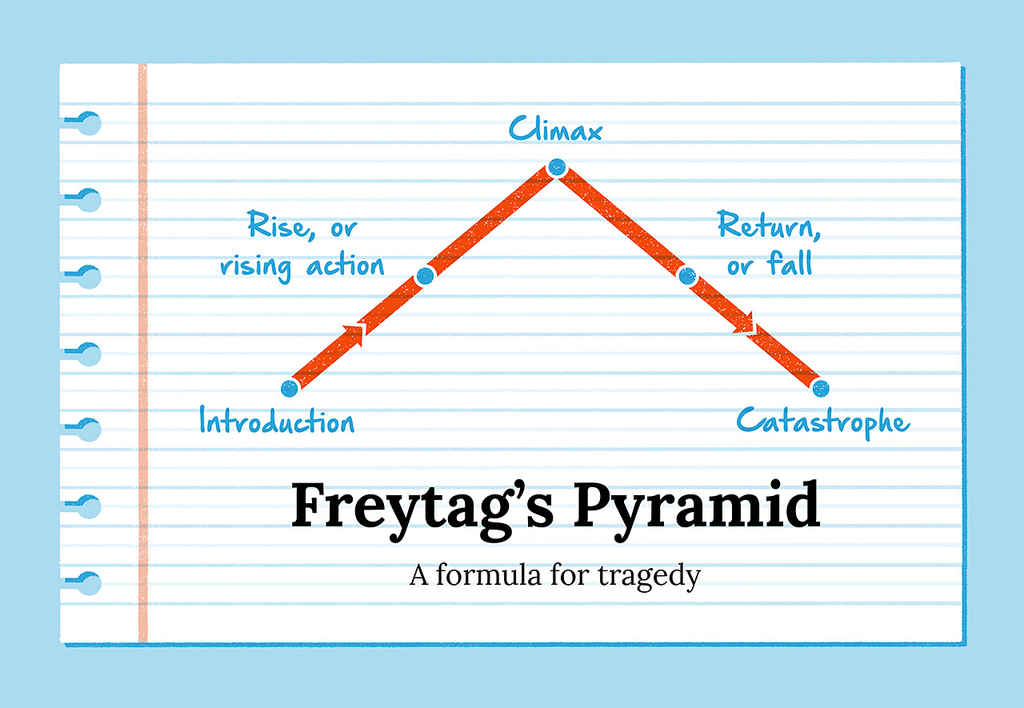 Climax
Rise, or
rising action
Return,
or fall
Introduction
Catastrophe
Freytag’s Pyramid
A formula for tragedy